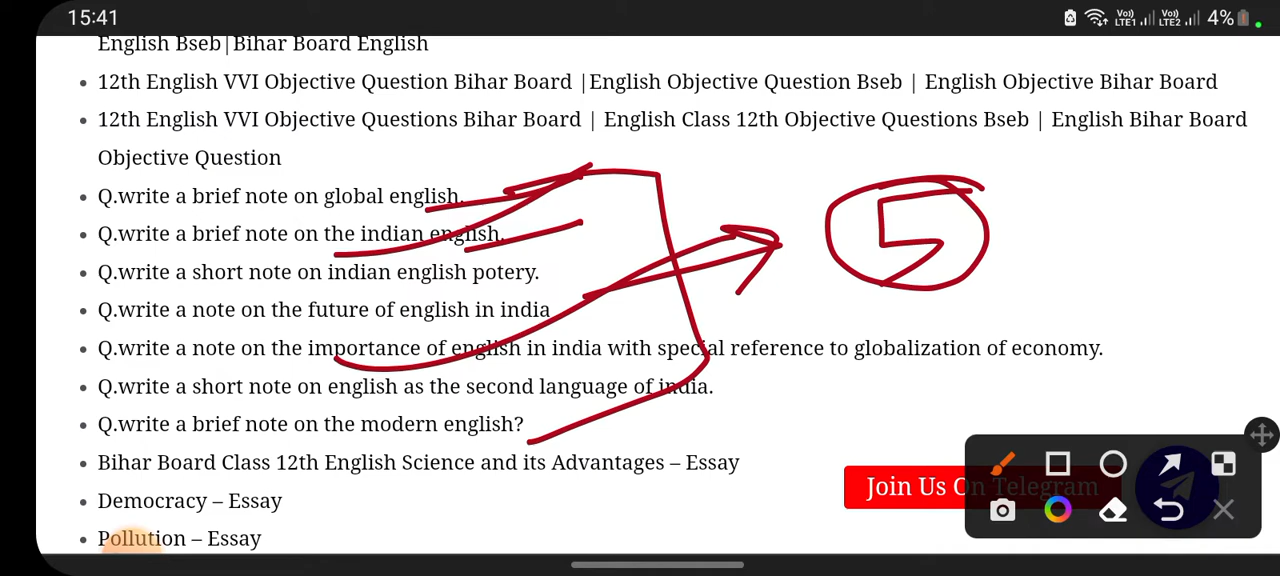 15:41
Vo)) LTE1 Vo)) LTE2 4%
English Bseb|Bihar Board English
12th English VVI Objective Question Bihar Board |English Objective Question Bseb | English Objective Bihar Board
12th English VVI Objective Questions Bihar Board | English Class 12th Objective Questions Bseb | English Bihar Board
Objective Question
Q.write a brief note on global english.
Q.write a brief note on the indian english.
Q.write a short note on indian english potery.
Q.write a note on the future of english in india
Q.write a note on the importance of english in india with special reference to globalization of economy.
Q.write a short note on english as the second language of india.
Q.write a brief note on the modern english?
Bihar Board Class 12th English Science and its Advantages – Essay
Democracy – Essay
Pollution – Essay
5
Join Us On Telegram